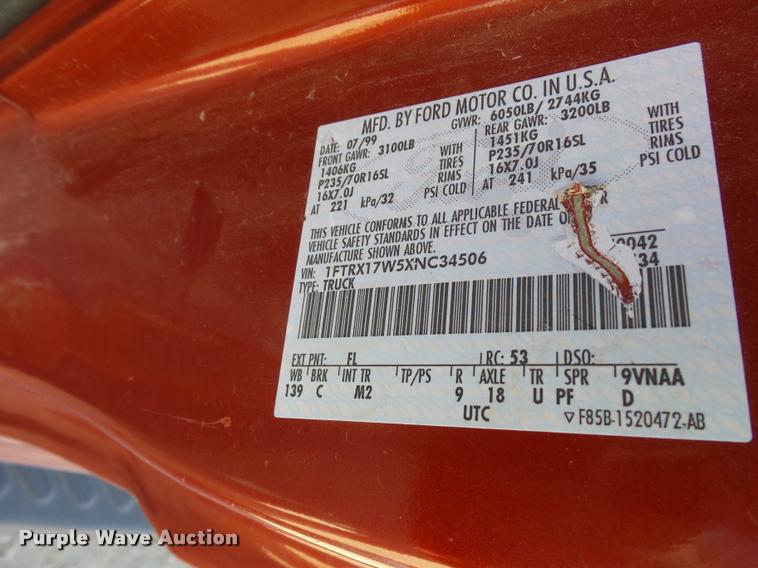 MFD. BY FORD MOTOR CO. IN U.S.A.
DATE: 07/99 GVWR: 6050LB/ 2744KG
FRONT GAWR: 3100LB REAR GAWR: 3200LB
1406KG WITH 1451KG WITH
P235/70R16SL TIRES P235/70R16SL TIRES
16X7.0J RIMS 16X7.0J RIMS
AT 221 kPa/32 PSI COLD AT 241 kPa/35 PSI COLD
THIS VEHICLE CONFORMS TO ALL APPLICABLE FEDERAL
VEHICLE SAFETY STANDARDS IN EFFECT ON THE DATE OF
MANUFACTURE SHOWN ABOVE.
VIN: 1FTRX17W5XNC34506
TYPE: TRUCK
EXT PNT: FL RC: 53 DSO:
WB BRK INT TR TP/PS R AXLE TR SPR 9VNAA
139 C M2 9 18 U PF D
UTC ▽F85B-1520472-AB
Purple Wave Auction